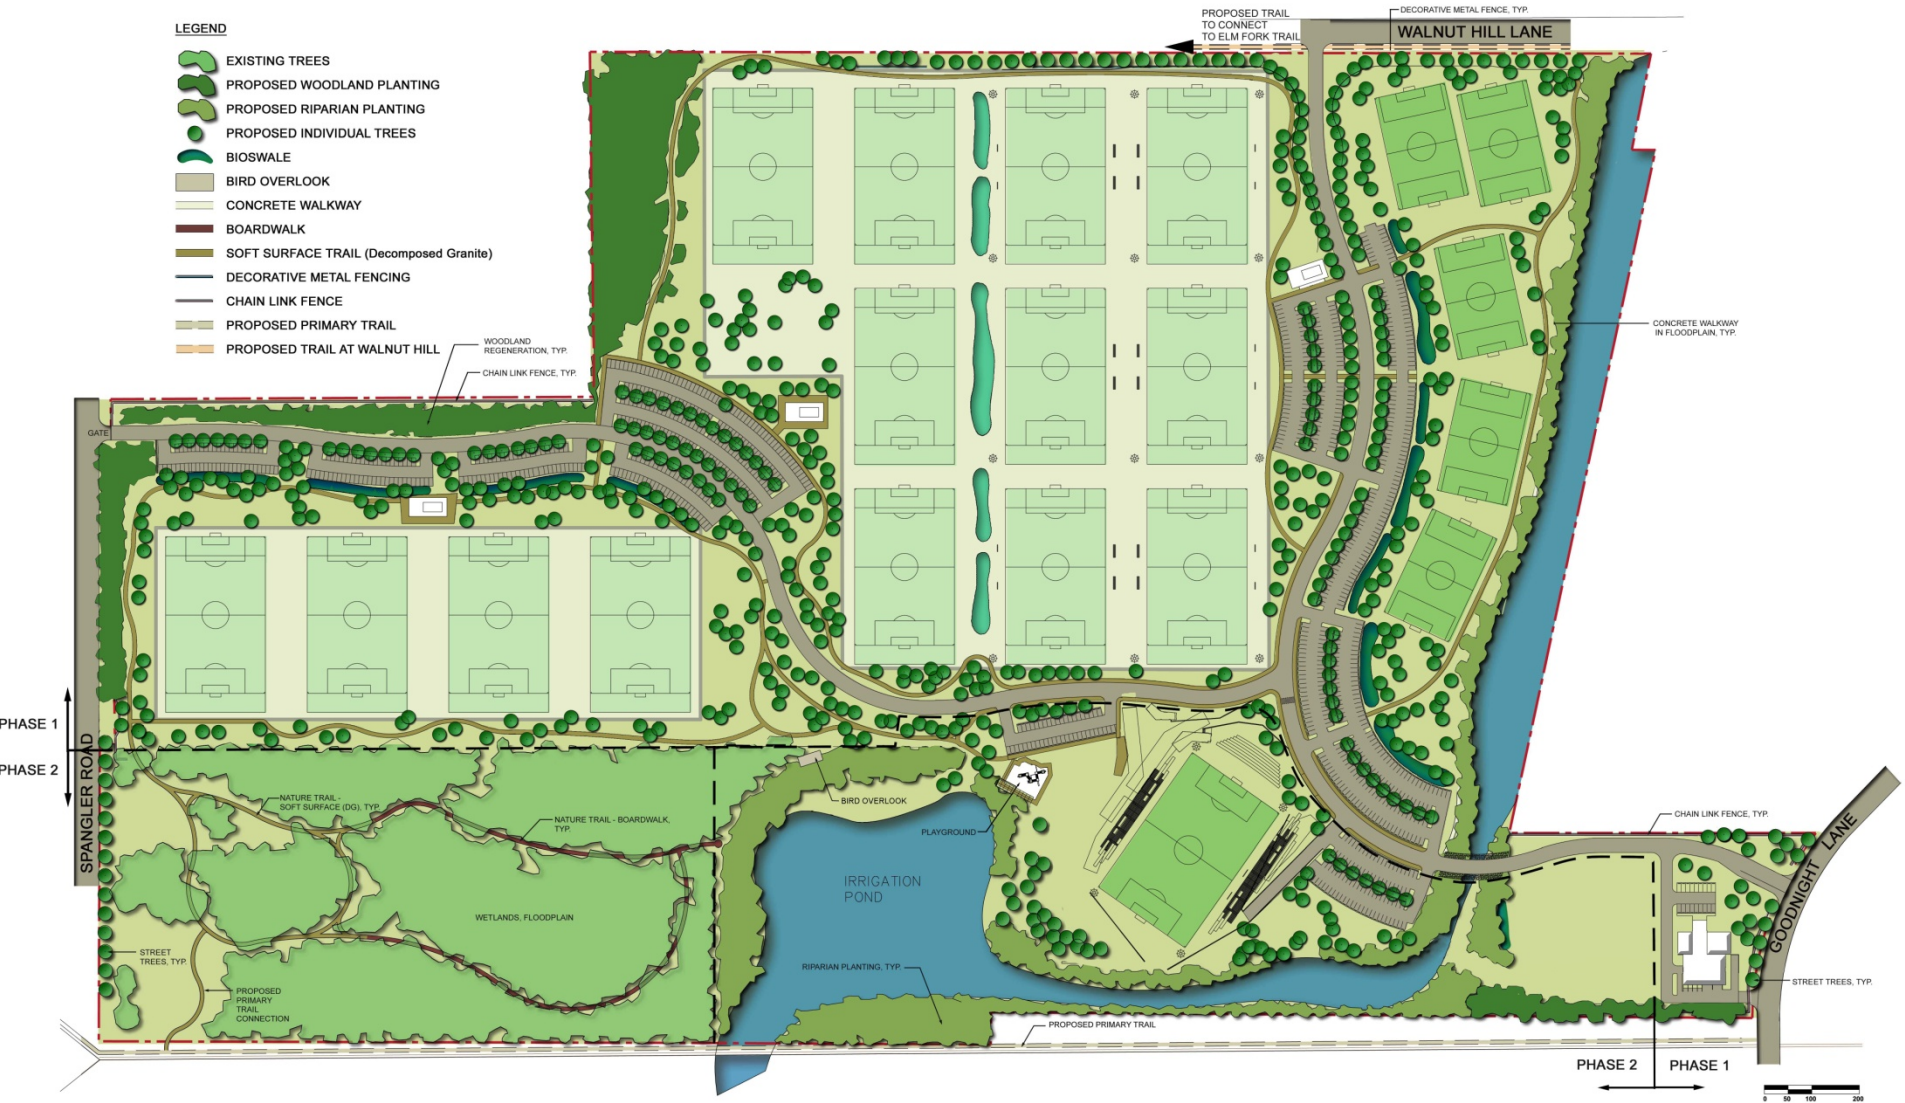 LEGEND
EXISTING TREES
PROPOSED WOODLAND PLANTING
PROPOSED RIPARIAN PLANTING
PROPOSED INDIVIDUAL TREES
BIOSWALE
BIRD OVERLOOK
CONCRETE WALKWAY
BOARDWALK
SOFT SURFACE TRAIL (Decomposed Granite)
DECORATIVE METAL FENCING
CHAIN LINK FENCE
PROPOSED PRIMARY TRAIL
PROPOSED TRAIL AT WALNUT HILL
PROPOSED TRAIL
TO CONNECT
TO ELM FORK TRAIL
DECORATIVE METAL FENCE, TYP.
WALNUT HILL LANE
WOODLAND
REGENERATION, TYP.
CHAIN LINK FENCE, TYP.
CONCRETE WALKWAY
IN FLOODPLAIN, TYP.
GATE
PHASE 1
PHASE 2
SPANGLER ROAD
NATURE TRAIL -
SOFT SURFACE (DG), TYP.
NATURE TRAIL - BOARDWALK,
TYP.
BIRD OVERLOOK
PLAYGROUND
CHAIN LINK FENCE, TYP.
GOODNIGHT LANE
IRRIGATION
POND
WETLANDS, FLOODPLAIN
STREET
TREES, TYP.
RIPARIAN PLANTING, TYP.
STREET TREES, TYP.
PROPOSED
PRIMARY
TRAIL
CONNECTION
PROPOSED PRIMARY TRAIL
PHASE 2
PHASE 1
0 50 100 200